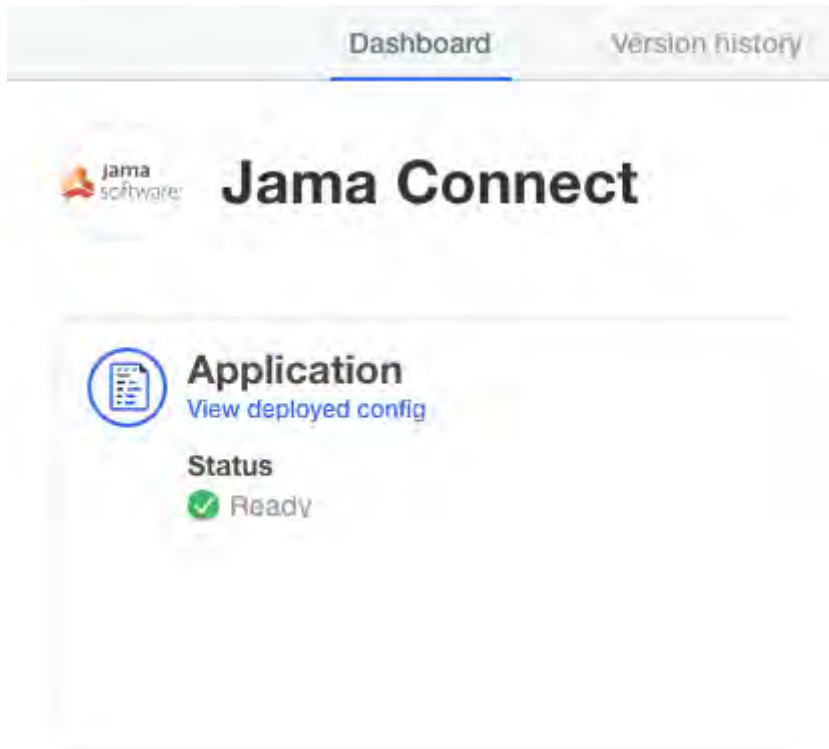 Dashboard Version history
jama
software
Jama Connect
Application
View deployed config
Status
Ready